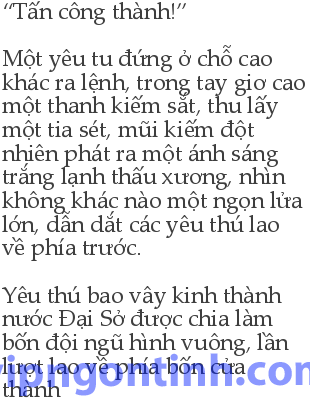 “Tấn công thành!”
Một yêu tu đứng ở chỗ cao
khác ra lệnh, trong tay giơ cao
một thanh kiếm sắt, thu lấy
một tia sét, mũi kiếm đột
nhiên phát ra một ánh sáng
trắng lạnh thấu xương, nhìn
không khác nào một ngọn lửa
lớn, dẫn dắt các yêu thú lao
về phía trước.
Yêu thú bao vây kinh thành
nước Đại Sở được chia làm
bốn đội ngũ hình vuông, lần
lượt lao về phía bốn cửa
thành
vipngontinh.com